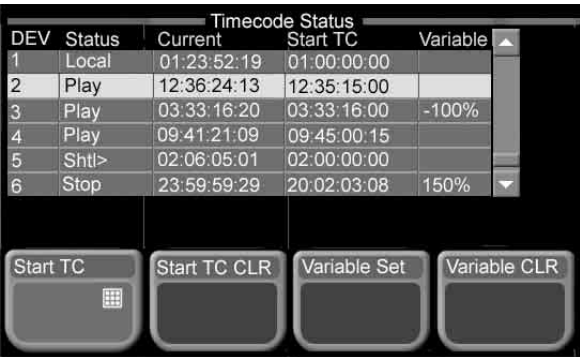 Timecode Status
DEV Status Current Start TC Variable
1 Local 01:23:52:19 01:00:00:00
2 Play 12:36:24:13 12:35:15:00
3 Play 03:33:16:20 03:33:16:00 -100%
4 Play 09:41:21:09 09:45:00:15
5 Shtl> 02:06:05:01 02:00:00:00
6 Stop 23:59:59:29 20:02:03:08 150%
Start TC Start TC CLR Variable Set Variable CLR